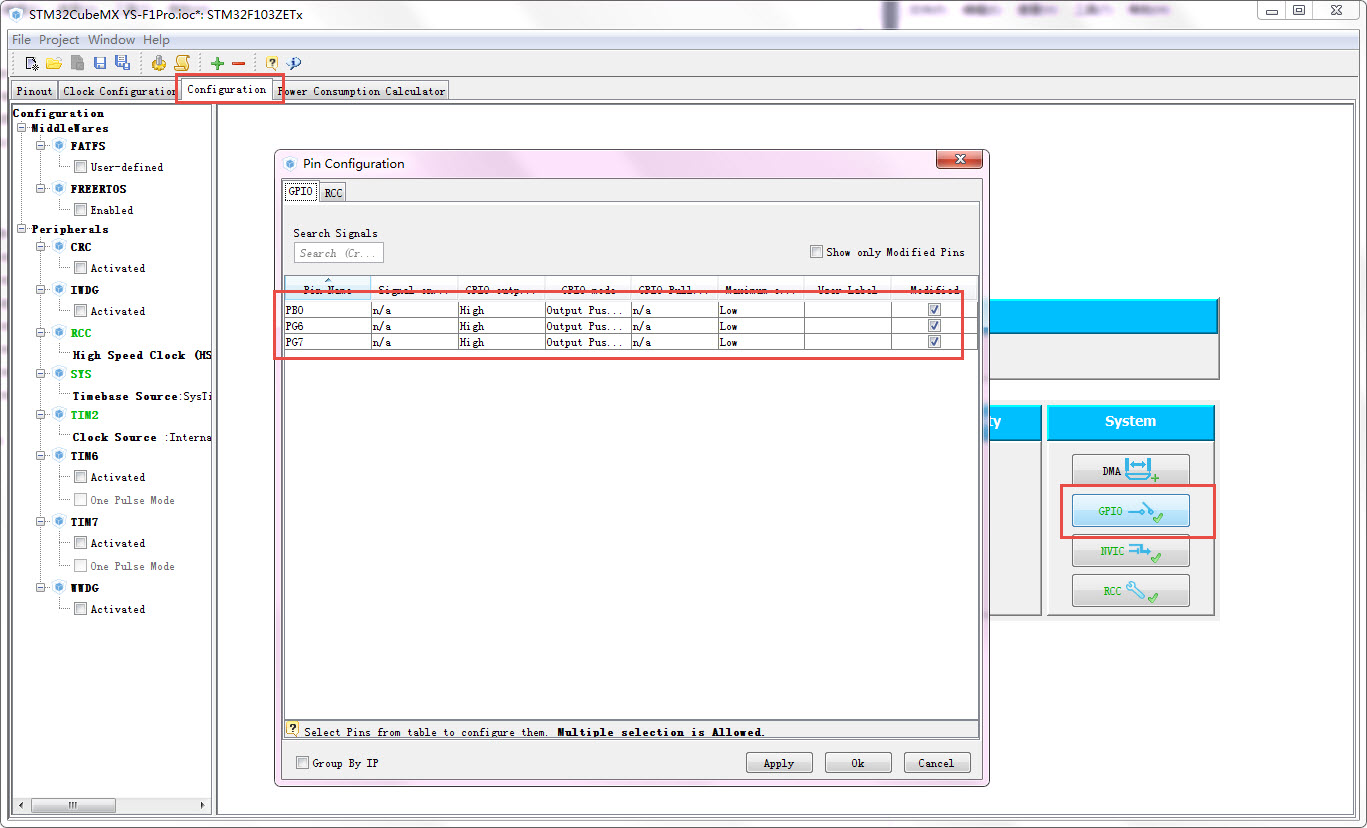 STM32CubeMX YS-F1Pro.ioc*: STM32F103ZETx
File Project Window Help
Pinout Clock Configuration Configuration Power Consumption Calculator
Configuration
MiddleWares
FATFS
User-defined
FREERTOS
Enabled
Peripherals
CRC
Activated
IWDG
Activated
RCC
High Speed Clock (HS
SYS
Timebase Source:SysTi
TIM2
Clock Source :Interna
TIM6
Activated
One Pulse Mode
TIM7
Activated
One Pulse Mode
WWDG
Activated
Pin Configuration
GPIO RCC
Search Signals
Search (Cr...
Show only Modified Pins
Pin Name Signal on... GPIO outp... GPIO mode GPIO Pull... Maximum o... User Label Modified
PB0 n/a High Output Pus... n/a Low
PG6 n/a High Output Pus... n/a Low
PG7 n/a High Output Pus... n/a Low
Select Pins from table to configure them. Multiple selection is Allowed.
Group By IP
Apply Ok Cancel
ty
System
DMA
GPIO
NVIC
RCC